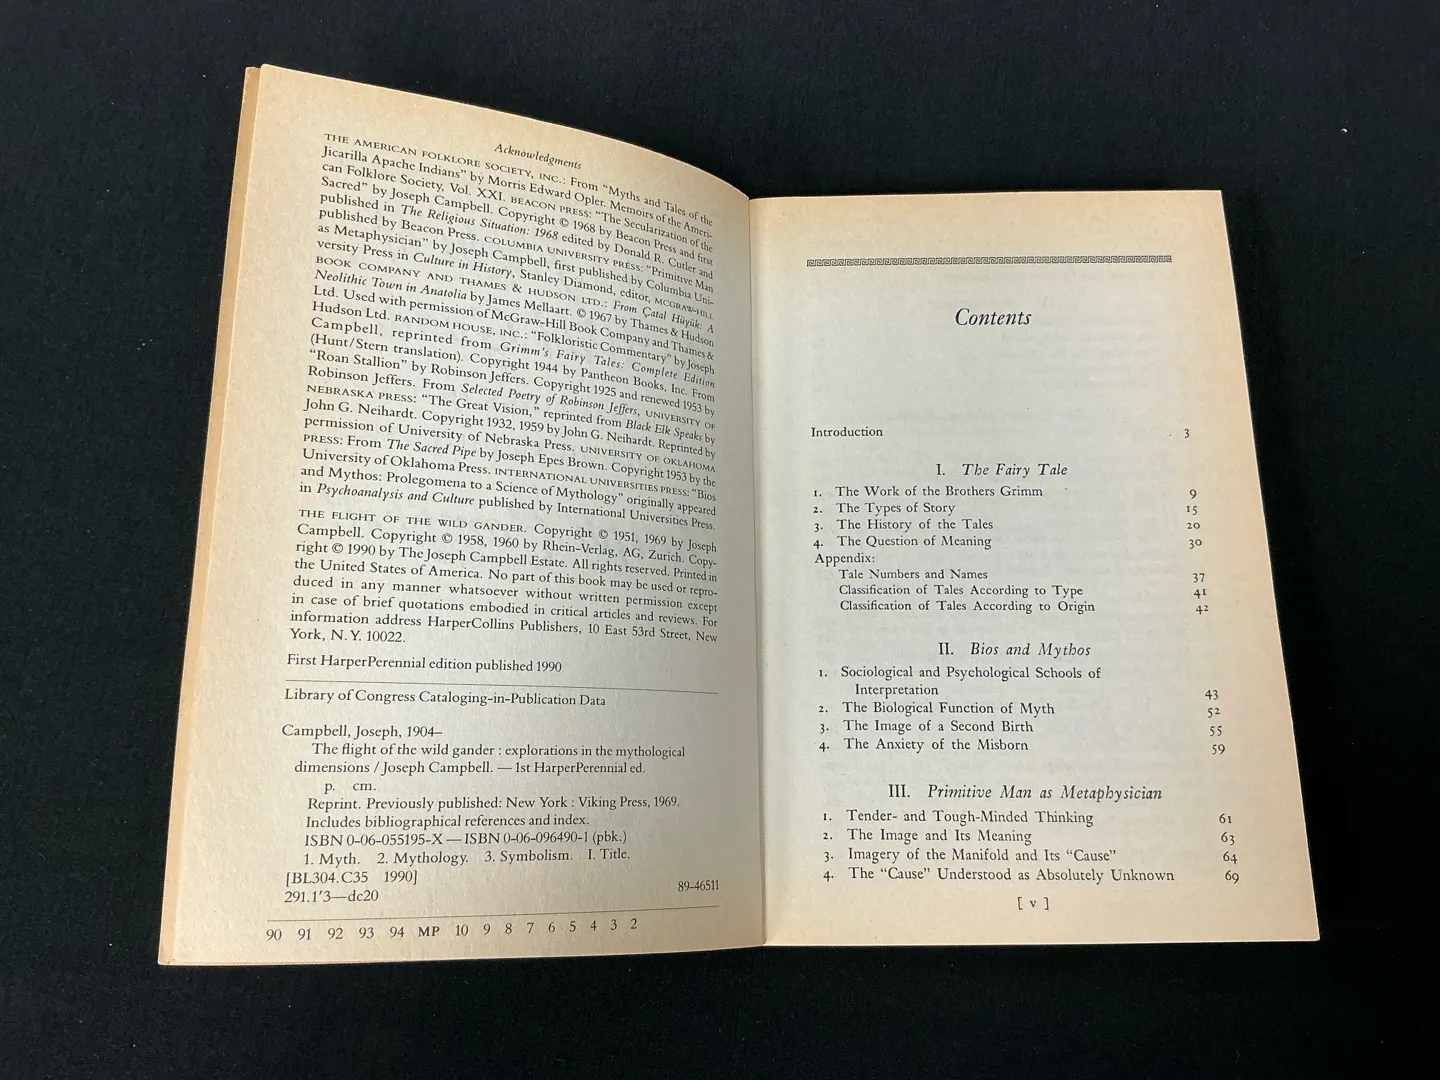 Acknowledgments
THE AMERICAN FOLKLORE SOCIETY, INC.: From "Myths and Tales of the
Jicarilla Apache Indians" by Morris Edward Opler. Memoirs of the Ameri-
can Folklore Society, Vol. XXI. BEACON PRESS: "The Secularization of the
Sacred" by Joseph Campbell. Copyright © 1968 by Beacon Press and first
published in The Religious Situation: 1968 edited by Donald R. Cutler and
published by Beacon Press. COLUMBIA UNIVERSITY PRESS: "Primitive Man
as Metaphysician" by Joseph Campbell, first published by Columbia Uni-
versity Press in Culture in History, Stanley Diamond, editor, MCGRAW-HILL
BOOK COMPANY AND THAMES & HUDSON LTD.: From Çatal Hüyük: A
Neolithic Town in Anatolia by James Mellaart. © 1967 by Thames & Hudson
Ltd. Used with permission of McGraw-Hill Book Company and Thames &
Hudson Ltd. RANDOM HOUSE, INC.: "Folkloristic Commentary" by Joseph
Campbell, reprinted from Grimm's Fairy Tales: Complete Edition
(Hunt/Stern translation). Copyright 1944 by Pantheon Books, Inc. From
"Roan Stallion" by Robinson Jeffers. Copyright 1925 and renewed 1953 by
Robinson Jeffers. From Selected Poetry of Robinson Jeffers, UNIVERSITY OF
NEBRASKA PRESS: "The Great Vision," reprinted from Black Elk Speaks by
John G. Neihardt. Copyright 1932, 1959 by John G. Neihardt. Reprinted by
permission of University of Nebraska Press. UNIVERSITY OF OKLAHOMA
PRESS: From The Sacred Pipe by Joseph Epes Brown. Copyright 1953 by the
University of Oklahoma Press. INTERNATIONAL UNIVERSITIES PRESS: "Bios
and Mythos: Prolegomena to a Science of Mythology" originally appeared
in Psychoanalysis and Culture published by International Universities Press.
THE FLIGHT OF THE WILD GANDER. Copyright © 1951, 1969 by Joseph
Campbell. Copyright © 1958, 1960 by Rhein-Verlag, AG, Zurich. Copy-
right © 1990 by The Joseph Campbell Estate. All rights reserved. Printed in
the United States of America. No part of this book may be used or repro-
duced in any manner whatsoever without written permission except
in case of brief quotations embodied in critical articles and reviews. For
information address HarperCollins Publishers, 10 East 53rd Street, New
York, N.Y. 10022.
First HarperPerennial edition published 1990
Library of Congress Cataloging-in-Publication Data
Campbell, Joseph, 1904–
The flight of the wild gander : explorations in the mythological
dimensions / Joseph Campbell. — 1st HarperPerennial ed.
p. cm.
Reprint. Previously published: New York : Viking Press, 1969.
Includes bibliographical references and index.
ISBN 0-06-055195-X — ISBN 0-06-096490-1 (pbk.)
1. Myth. 2. Mythology. 3. Symbolism. I. Title.
[BL304.C35 1990]
291.1'3—dc20 89-46511
90 91 92 93 94 MP 10 9 8 7 6 5 4 3 2
Contents
Introduction 3
I. The Fairy Tale
1. The Work of the Brothers Grimm 9
2. The Types of Story 15
3. The History of the Tales 20
4. The Question of Meaning 30
Appendix:
Tale Numbers and Names 37
Classification of Tales According to Type 41
Classification of Tales According to Origin 42
II. Bios and Mythos
1. Sociological and Psychological Schools of
Interpretation 43
2. The Biological Function of Myth 52
3. The Image of a Second Birth 55
4. The Anxiety of the Misborn 59
III. Primitive Man as Metaphysician
1. Tender- and Tough-Minded Thinking 61
2. The Image and Its Meaning 63
3. Imagery of the Manifold and Its "Cause" 64
4. The "Cause" Understood as Absolutely Unknown 69
[ v ]